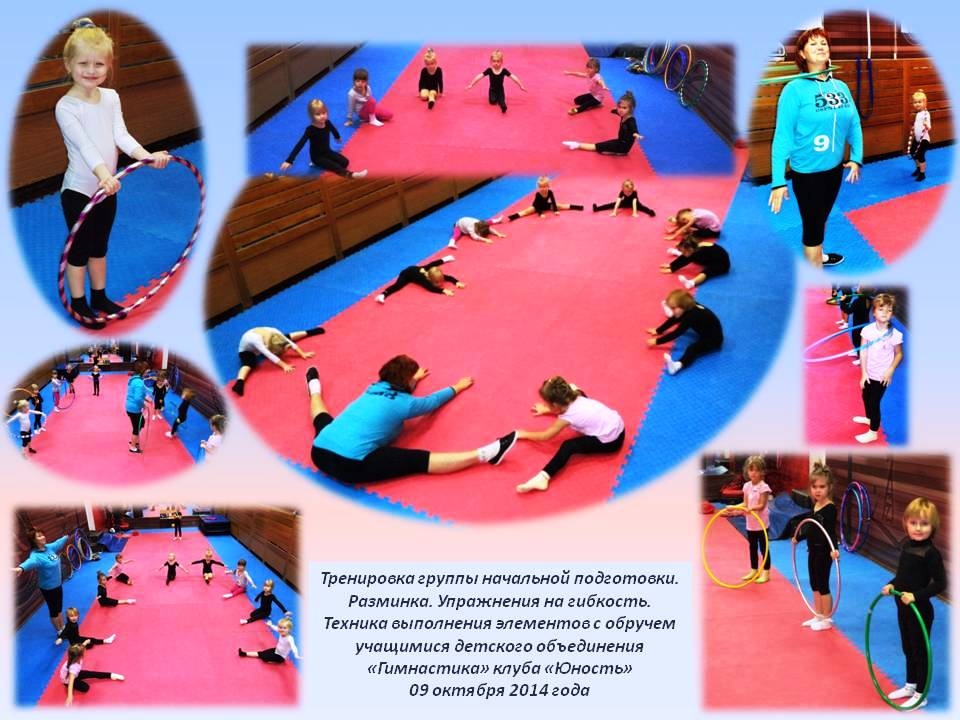 533
9
Тренировка группы начальной подготовки.
Разминка. Упражнения на гибкость.
Техника выполнения элементов с обручем
учащимися детского объединения
«Гимнастика» клуба «Юность»
09 октября 2014 года